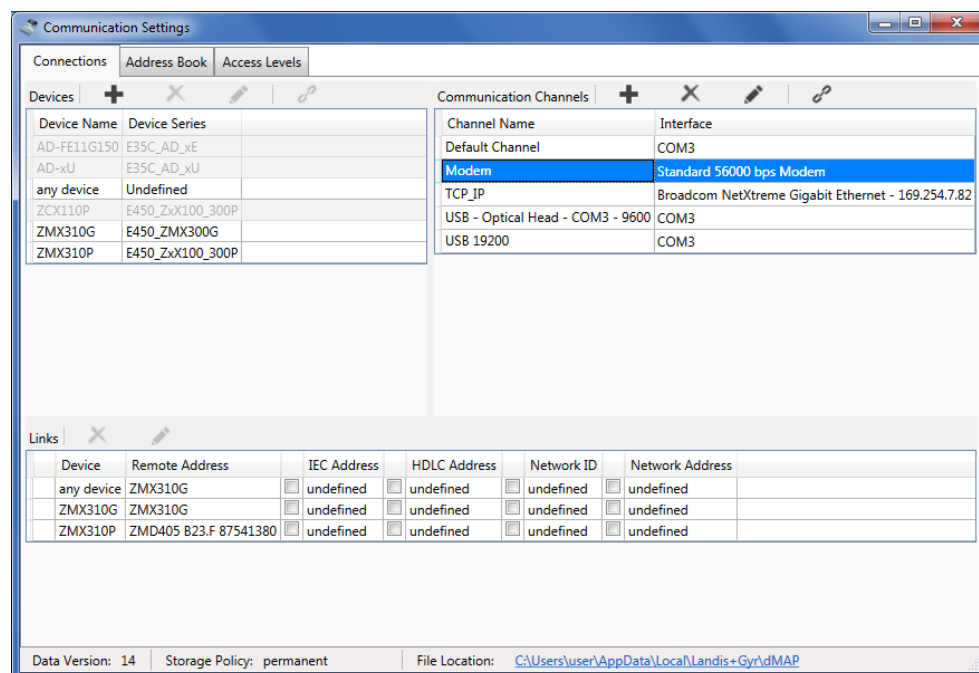 Communication Settings
Connections Address Book Access Levels
Devices
Device Name Device Series
AD-FE11G150 E35C_AD_xE
AD-xU E35C_AD_xU
any device Undefined
ZCX110P E450_ZxX100_300P
ZMX310G E450_ZMX300G
ZMX310P E450_ZxX100_300P
Communication Channels
Channel Name Interface
Default Channel COM3
Modem Standard 56000 bps Modem
TCP_IP Broadcom NetXtreme Gigabit Ethernet - 169.254.7.82
USB - Optical Head - COM3 - 9600 COM3
USB 19200 COM3
Links
Device Remote Address IEC Address HDLC Address Network ID Network Address
any device ZMX310G undefined undefined undefined undefined
ZMX310G ZMX310G undefined undefined undefined undefined
ZMX310P ZMD405 B23.F 87541380 undefined undefined undefined undefined
Data Version: 14 Storage Policy: permanent File Location: C:\Users\user\AppData\Local\Landis+Gyr\dMAP